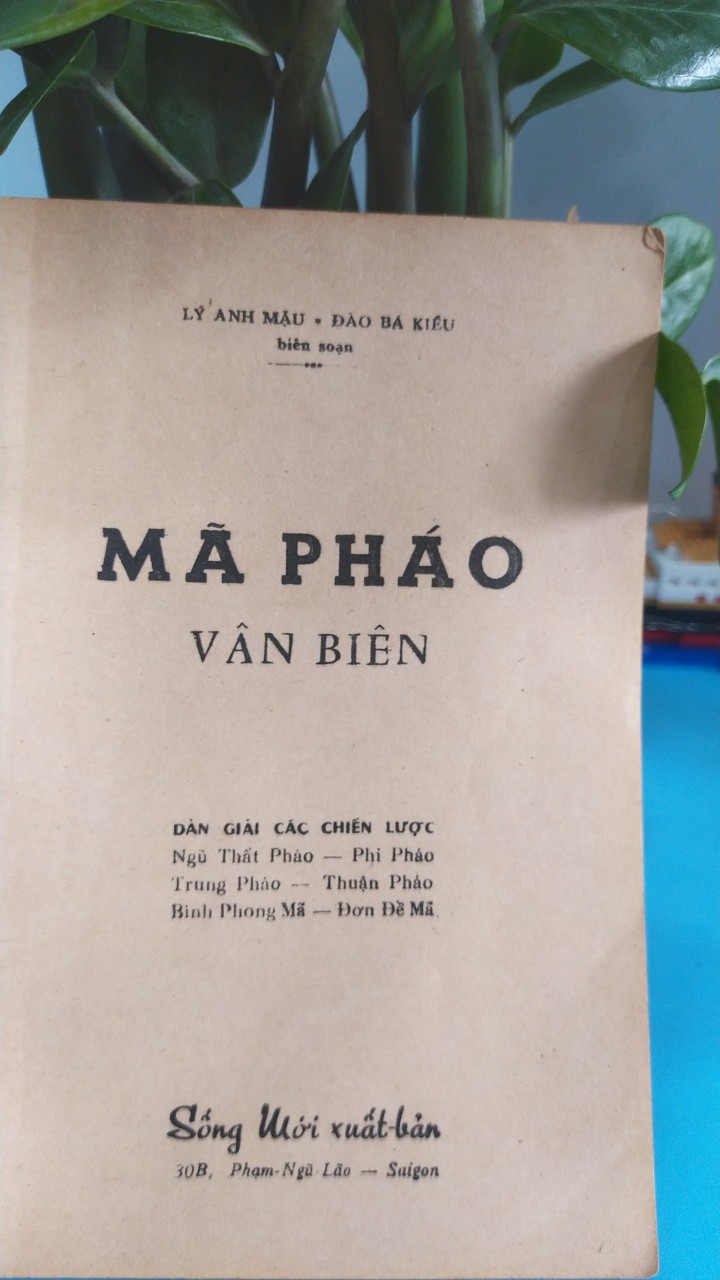 LÝ ANH MẬU * ĐÀO BÁ KIỀU
biên soạn
MÃ PHÁO
VÂN BIÊN
DẪN GIẢI CÁC CHIẾN LƯỢC
Ngũ Thất Pháo — Phi Pháo
Trung Pháo — Thuận Pháo
Bình Phong Mã — Đơn Đề Mã.
Sống Mới xuất-bản
30B, Phạm-Ngũ Lão — Saigon